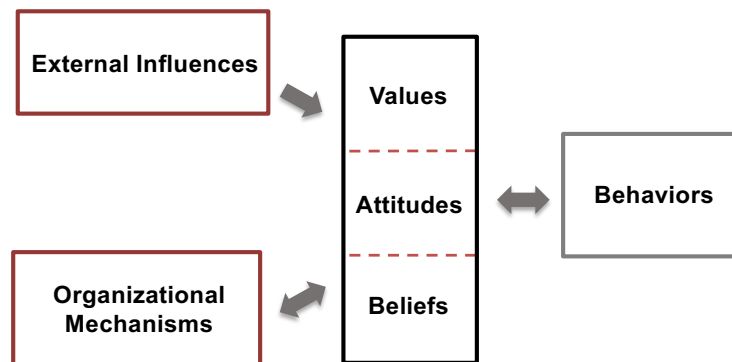 External Influences
Values
Attitudes
Behaviors
Organizational
Mechanisms
Beliefs